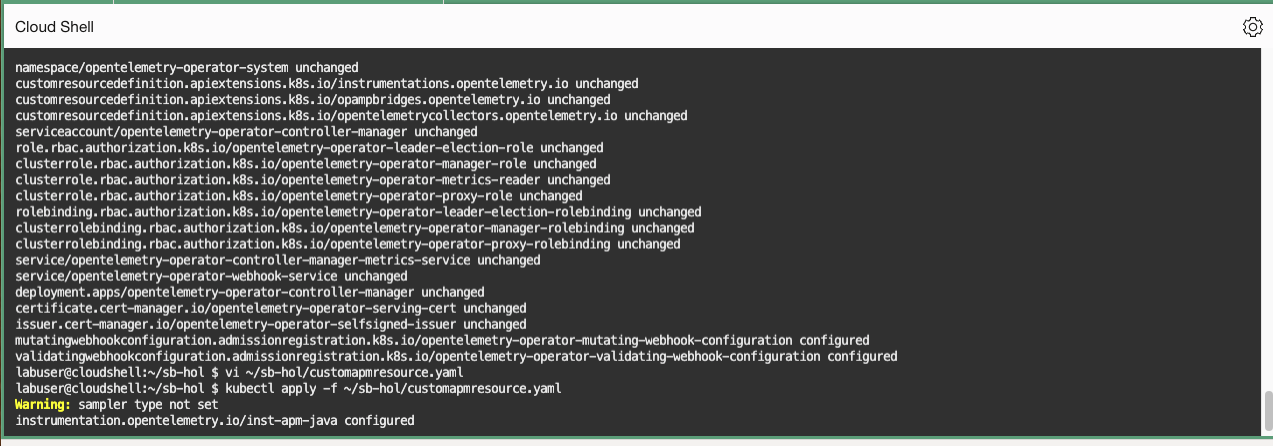 Cloud Shell
namespace/opentelemetry-operator-system unchanged
customresourcedefinition.apiextensions.k8s.io/instrumentations.opentelemetry.io unchanged
customresourcedefinition.apiextensions.k8s.io/opampbridges.opentelemetry.io unchanged
customresourcedefinition.apiextensions.k8s.io/opentelemetrycollectors.opentelemetry.io unchanged
serviceaccount/opentelemetry-operator-controller-manager unchanged
role.rbac.authorization.k8s.io/opentelemetry-operator-leader-election-role unchanged
clusterrole.rbac.authorization.k8s.io/opentelemetry-operator-manager-role unchanged
clusterrole.rbac.authorization.k8s.io/opentelemetry-operator-metrics-reader unchanged
clusterrole.rbac.authorization.k8s.io/opentelemetry-operator-proxy-role unchanged
rolebinding.rbac.authorization.k8s.io/opentelemetry-operator-leader-election-rolebinding unchanged
clusterrolebinding.rbac.authorization.k8s.io/opentelemetry-operator-manager-rolebinding unchanged
clusterrolebinding.rbac.authorization.k8s.io/opentelemetry-operator-proxy-rolebinding unchanged
service/opentelemetry-operator-controller-manager-metrics-service unchanged
service/opentelemetry-operator-webhook-service unchanged
deployment.apps/opentelemetry-operator-controller-manager unchanged
certificate.cert-manager.io/opentelemetry-operator-serving-cert unchanged
issuer.cert-manager.io/opentelemetry-operator-selfsigned-issuer unchanged
mutatingwebhookconfiguration.admissionregistration.k8s.io/opentelemetry-operator-mutating-webhook-configuration configured
validatingwebhookconfiguration.admissionregistration.k8s.io/opentelemetry-operator-validating-webhook-configuration configured
labuser@cloudshell:~/sb-hol $ vi ~/sb-hol/customapmresource.yaml
labuser@cloudshell:~/sb-hol $ kubectl apply -f ~/sb-hol/customapmresource.yaml
Warning: sampler type not set
instrumentation.opentelemetry.io/inst-apm-java configured